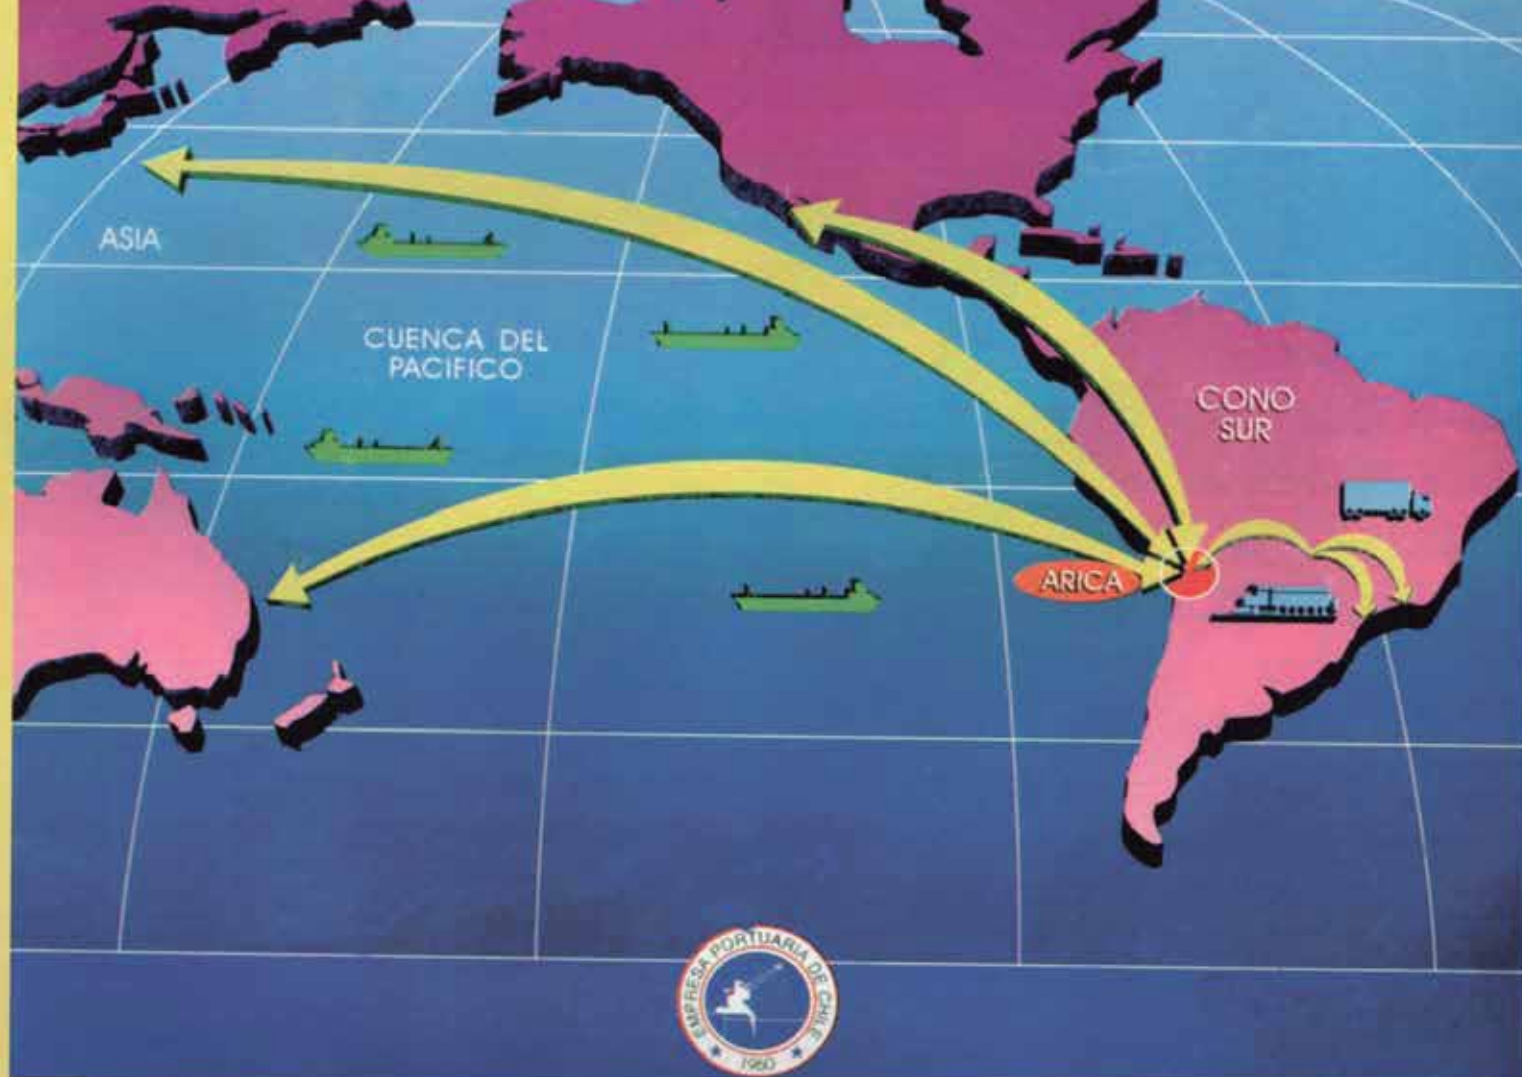 ASIA
CUENCA DEL
PACIFICO
CONO
SUR
ARICA
EMPRESA PORTUARIA DE CHILE
1960